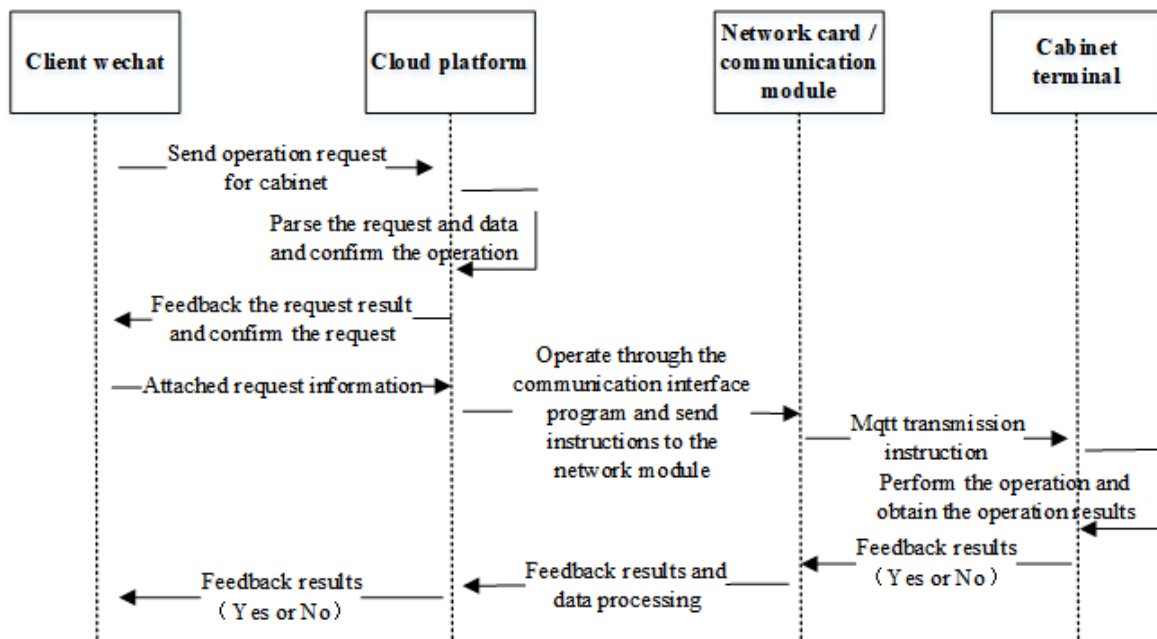 Client wechat
Cloud platform
Network card /
communication
module
Cabinet
terminal
Send operation request
for cabinet
Parse the request and data
and confirm the operation
Feedback the request result
and confirm the request
Attached request information
Operate through the
communication interface
program and send
instructions to the
network module
Mqtt transmission
instruction
Perform the operation and
obtain the operation results
Feedback results
（Yes or No）
Feedback results and
data processing
Feedback results
（Yes or No）